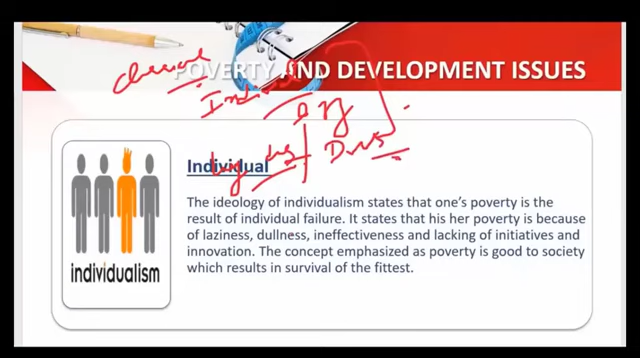 POVERTY AND DEVELOPMENT ISSUES
Individual
The ideology of individualism states that one's poverty is the
result of individual failure. It states that his her poverty is because
of laziness, dullness, ineffectiveness and lacking of initiatives and
innovation. The concept emphasized as poverty is good to society
which results in survival of the fittest.
individualism